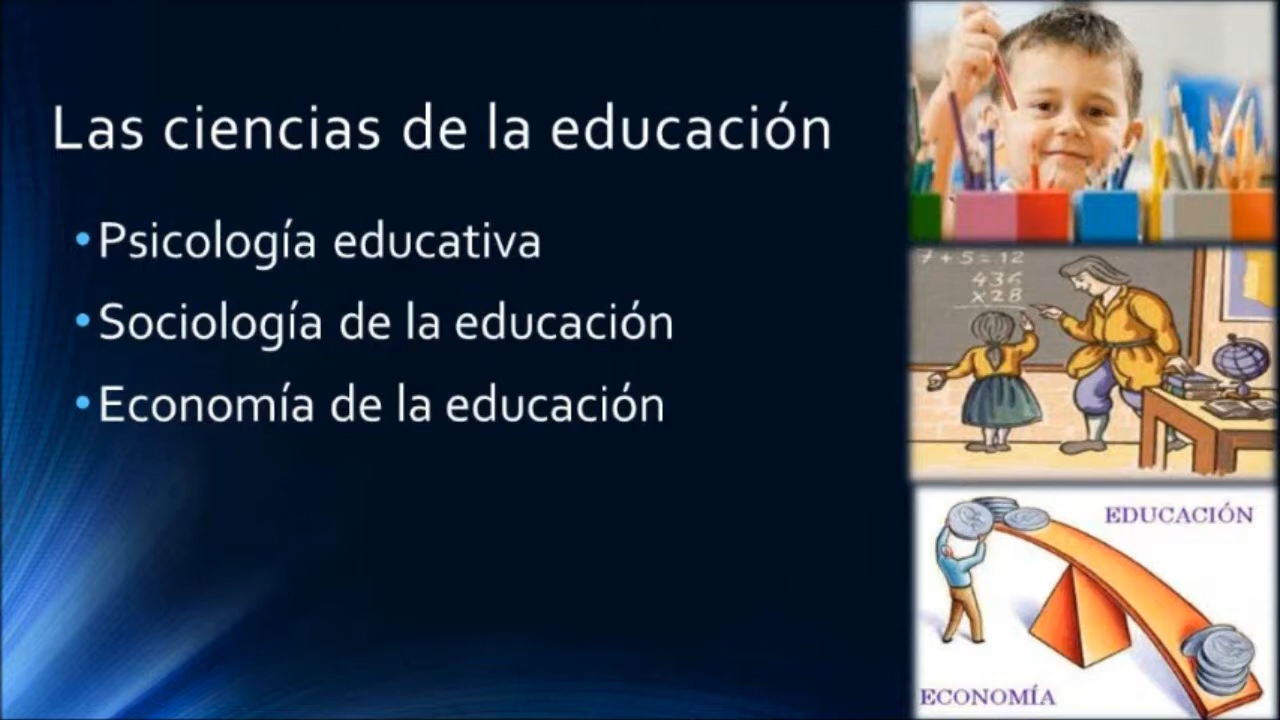 Las ciencias de la educación
•Psicología educativa
•Sociología de la educación
•Economía de la educación
7+5=12
436
x28
EDUCACIÓN
ECONOMÍA